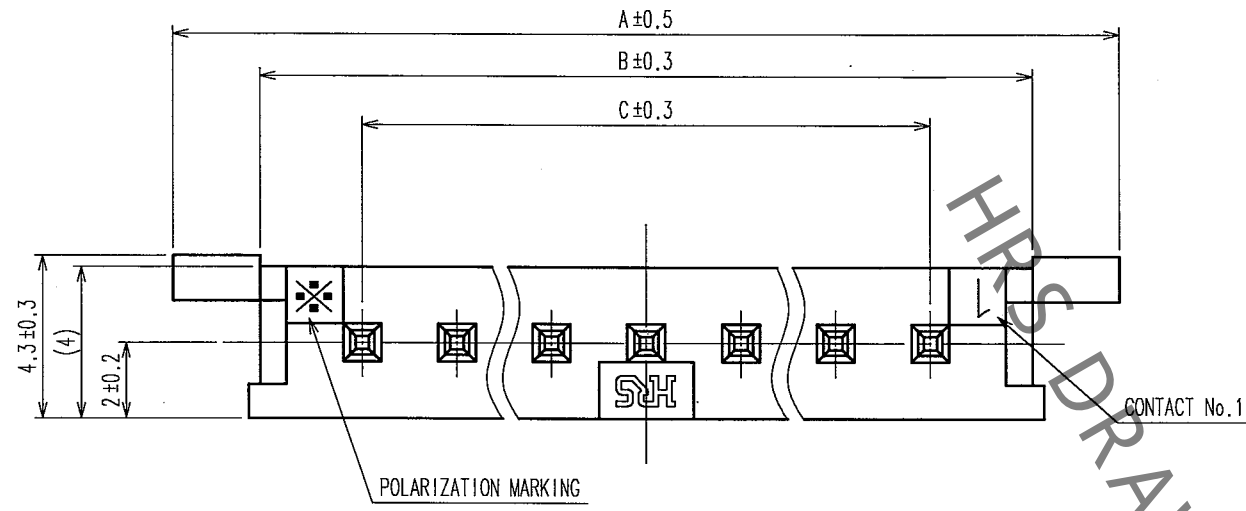 A±0.5
B±0.3
C±0.3
4.3±0.3
(4)
2±0.2
※
1
HRS
CONTACT No.1
POLARIZATION MARKING
HRS DRA